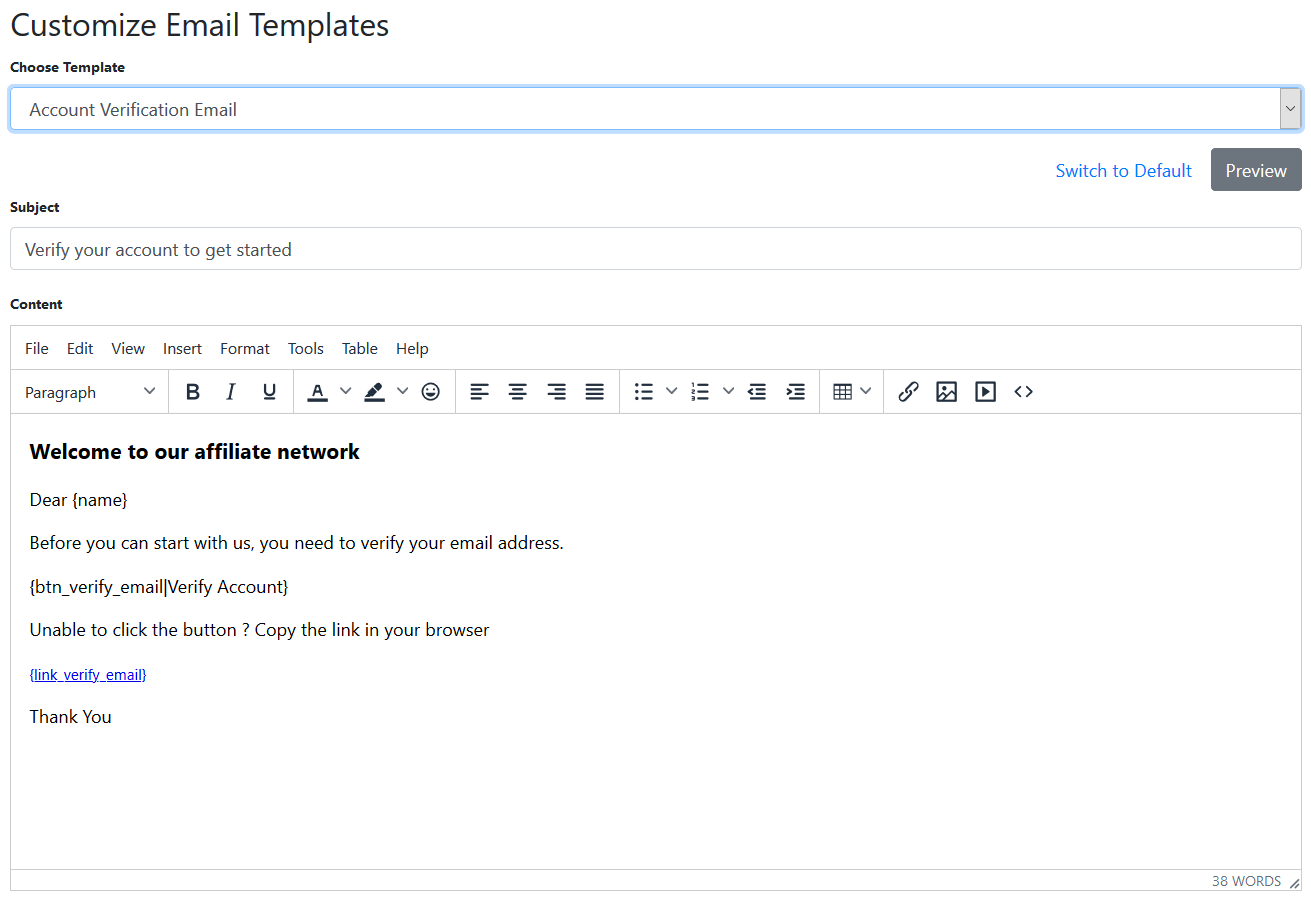 Customize Email Templates
Choose Template
Account Verification Email
Switch to Default Preview
Subject
Verify your account to get started
Content
File Edit View Insert Format Tools Table Help
Paragraph B I U A
Welcome to our affiliate network
Dear {name}
Before you can start with us, you need to verify your email address.
{btn_verify_email|Verify Account}
Unable to click the button ? Copy the link in your browser
{link_verify_email}
Thank You
38 WORDS